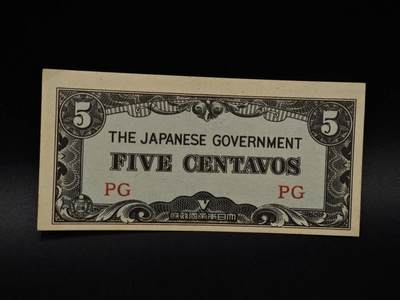 5 5
THE JAPANESE GOVERNMENT
FIVE CENTAVOS
PG PG
V